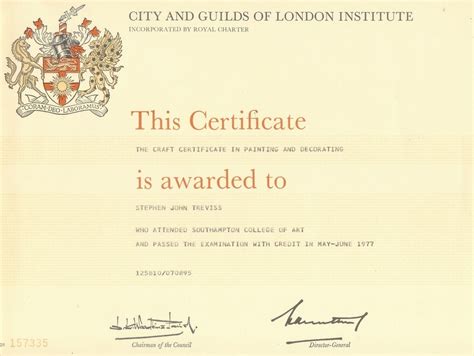 CITY AND GUILDS OF LONDON INSTITUTE
INCORPORATED BY ROYAL CHARTER
CORAM·DEO·LABORAMUS
This Certificate
THE CRAFT CERTIFICATE IN PAINTING AND DECORATING
is awarded to
STEPHEN JOHN TREVISS
WHO ATTENDED SOUTHAMPTON COLLEGE OF ART
AND PASSED THE EXAMINATION WITH CREDIT IN MAY-JUNE 1977
125810/070895
157335
Chairman of the Council
Director-General